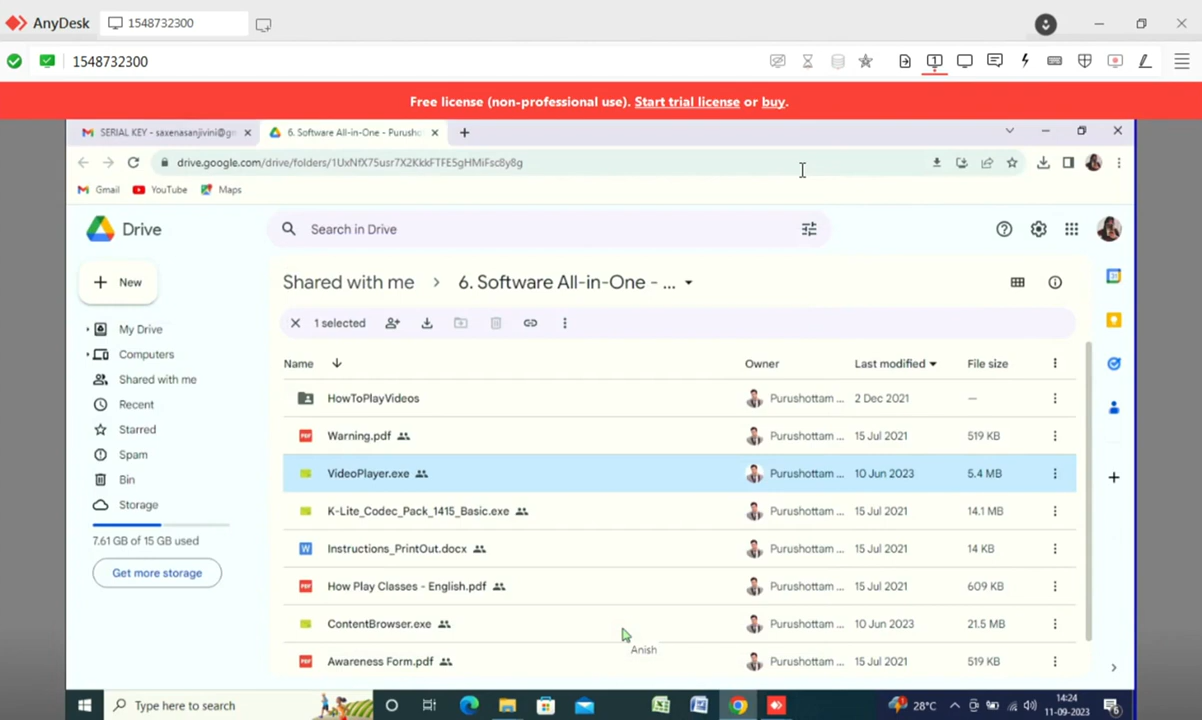 AnyDesk 1548732300
1548732300
Free license (non-professional use). Start trial license or buy.
SERIAL KEY - saxenasanjivini@gm 6. Software All-in-One - Purusho
drive.google.com/drive/folders/1UxNfX75usr7X2KkkFTFE5gHMiFsc8y8g
Gmail YouTube Maps
Drive Search in Drive
New Shared with me > 6. Software All-in-One - ...
1 selected
My Drive
Computers
Shared with me
Recent
Starred
Spam
Bin
Storage
7.61 GB of 15 GB used
Get more storage
Name Owner Last modified File size
HowToPlayVideos Purushottam ... 2 Dec 2021 —
Warning.pdf Purushottam ... 15 Jul 2021 519 KB
VideoPlayer.exe Purushottam ... 10 Jun 2023 5.4 MB
K-Lite_Codec_Pack_1415_Basic.exe Purushottam ... 15 Jul 2021 14.1 MB
Instructions_PrintOut.docx Purushottam ... 15 Jul 2021 14 KB
How Play Classes - English.pdf Purushottam ... 15 Jul 2021 609 KB
ContentBrowser.exe Purushottam ... 10 Jun 2023 21.5 MB
Anish
Awareness Form.pdf Purushottam ... 15 Jul 2021 519 KB
Type here to search 28°C 14:24
11-09-2023